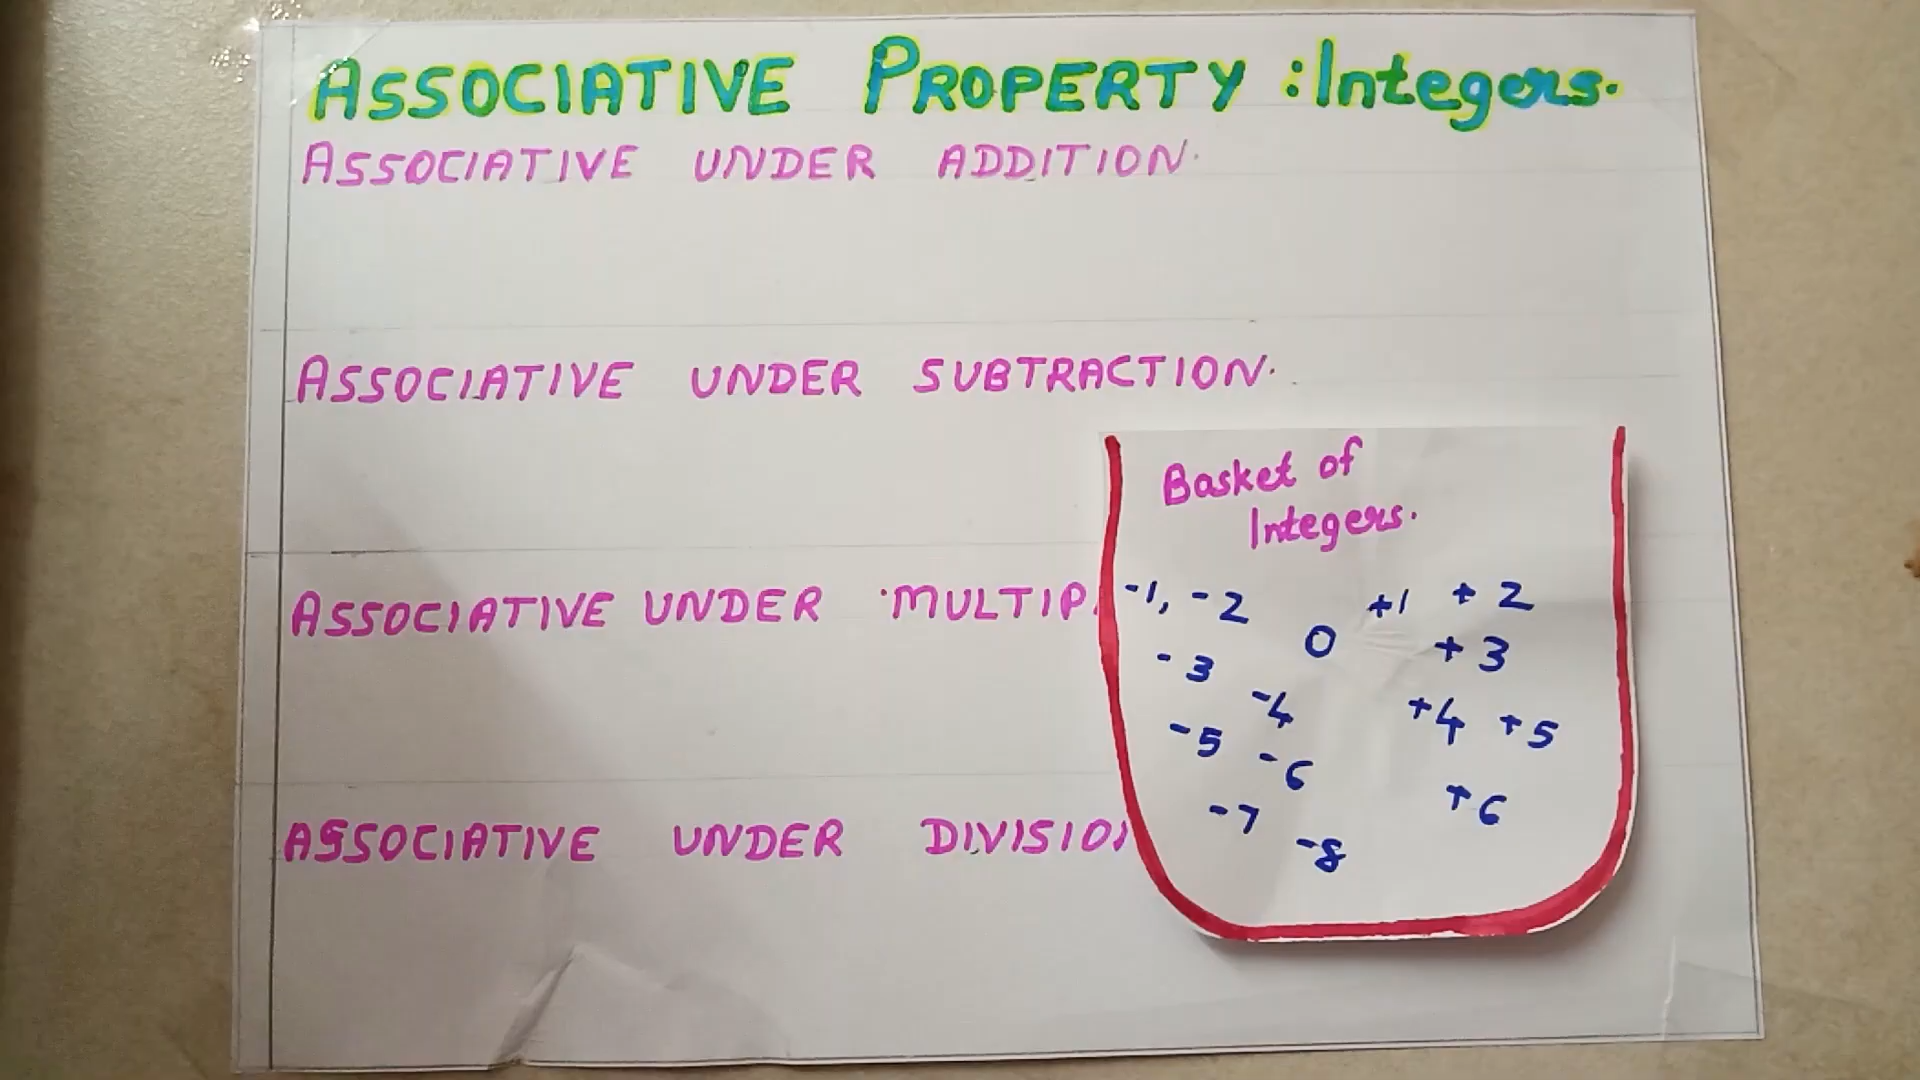 ASSOCIATIVE PROPERTY : Integers.
ASSOCIATIVE UNDER ADDITION.
ASSOCIATIVE UNDER SUBTRACTION.
Basket of
Integers.
ASSOCIATIVE UNDER MULTIP
-1, -2 0 +1 +2
-3 +3
-4 +4 +5
-5 -6
+6
-7 -8
ASSOCIATIVE UNDER DIVISIO